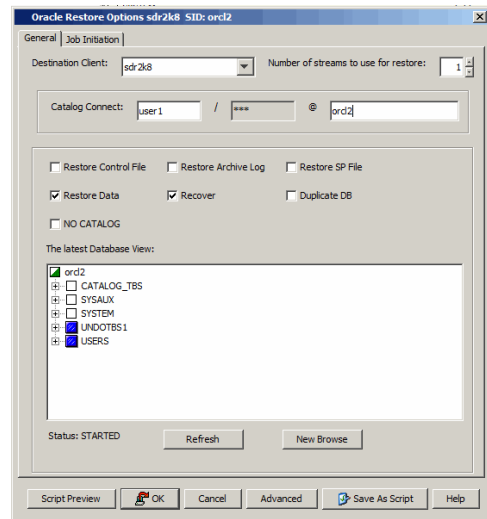 Oracle Restore Options sdr2k8 SID: orcl2
General Job Initiation
Destination Client: sdr2k8 Number of streams to use for restore: 1
Catalog Connect: user1 / *** @ orcl2
Restore Control File Restore Archive Log Restore SP File
Restore Data Recover Duplicate DB
NO CATALOG
The latest Database View:
orcl2
CATALOG_TBS
SYSAUX
SYSTEM
UNDOTBS1
USERS
Status: STARTED Refresh New Browse
Script Preview OK Cancel Advanced Save As Script Help